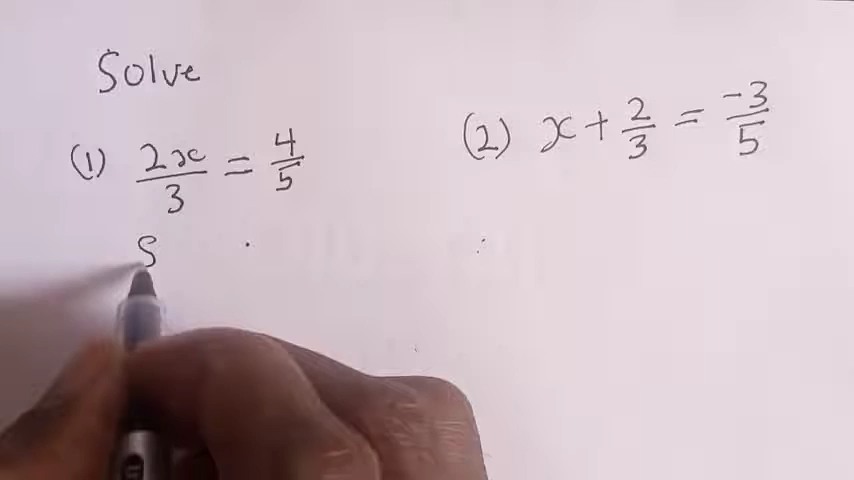 Solve
(1) 2x/3 = 4/5
(2) x + 2/3 = -3/5
S